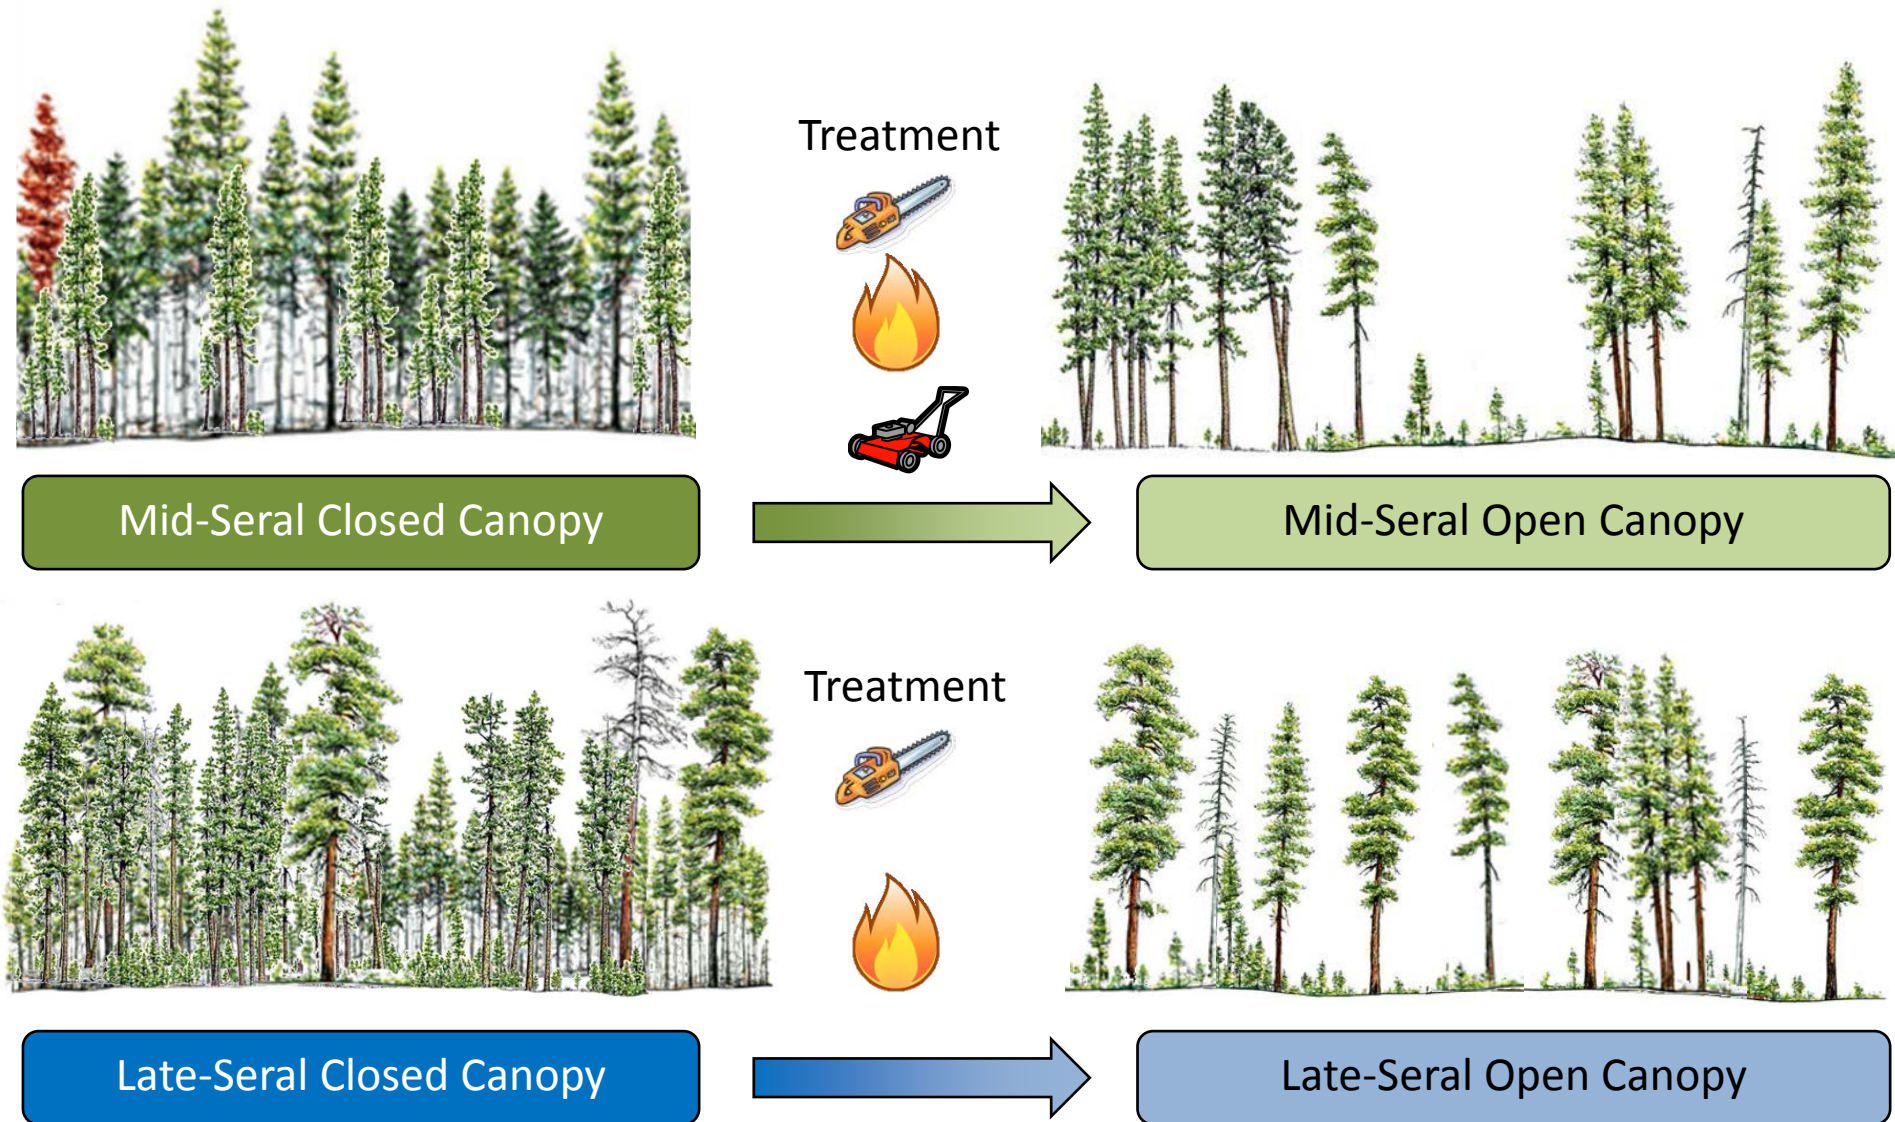 Treatment
Mid-Seral Closed Canopy
Mid-Seral Open Canopy
Treatment
Late-Seral Closed Canopy
Late-Seral Open Canopy